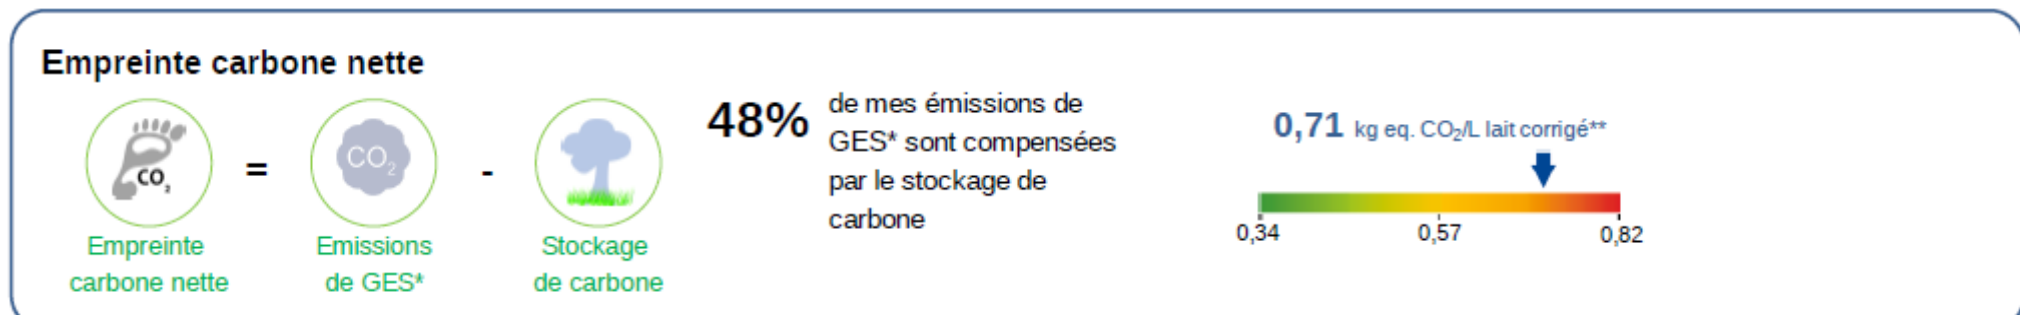 Empreinte carbone nette
CO₂
=
CO₂
-
Empreinte
carbone nette
Emissions
de GES*
Stockage
de carbone
48%
de mes émissions de
GES* sont compensées
par le stockage de
carbone
0,71 kg eq. CO₂/L lait corrigé**
0,34
0,57
0,82